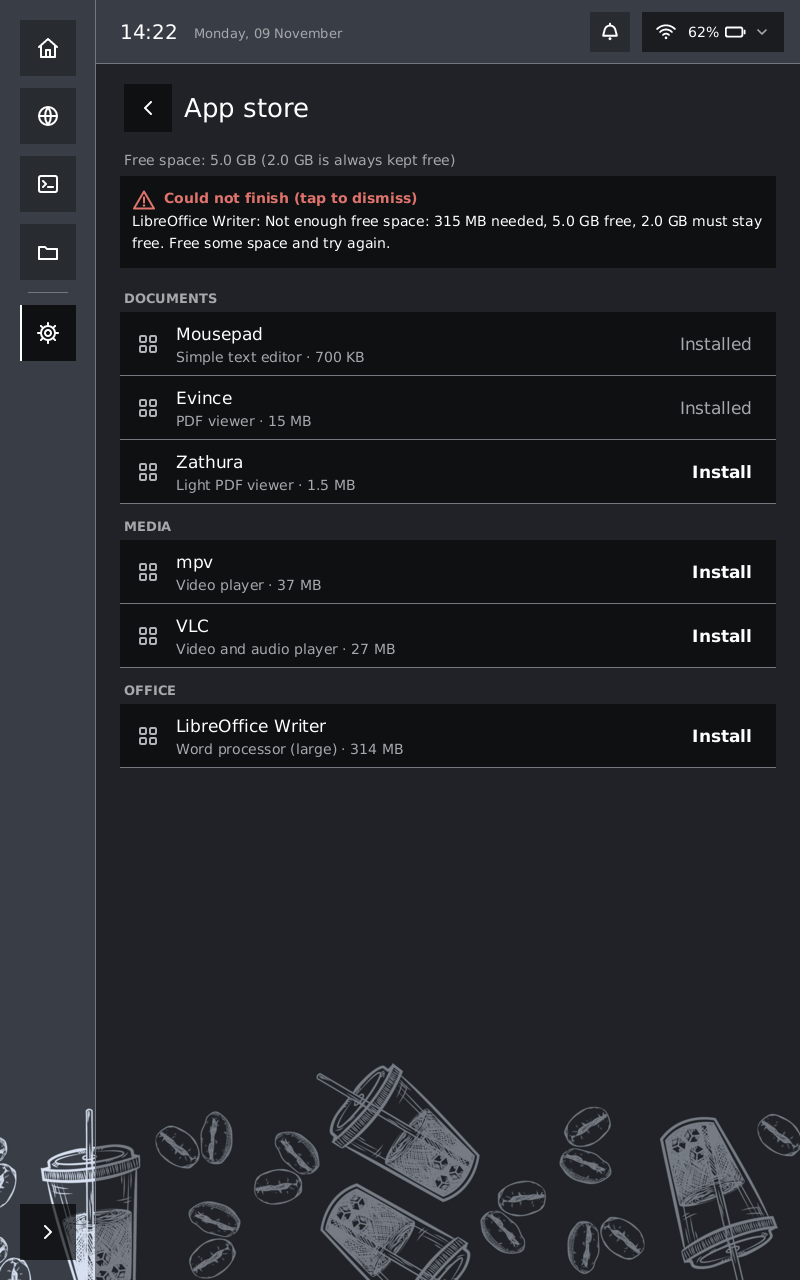 14:22 Monday, 09 November 62%
App store
Free space: 5.0 GB (2.0 GB is always kept free)
Could not finish (tap to dismiss)
LibreOffice Writer: Not enough free space: 315 MB needed, 5.0 GB free, 2.0 GB must stay
free. Free some space and try again.
DOCUMENTS
Mousepad
Simple text editor · 700 KB
Installed
Evince
PDF viewer · 15 MB
Installed
Zathura
Light PDF viewer · 1.5 MB
Install
MEDIA
mpv
Video player · 37 MB
Install
VLC
Video and audio player · 27 MB
Install
OFFICE
LibreOffice Writer
Word processor (large) · 314 MB
Install